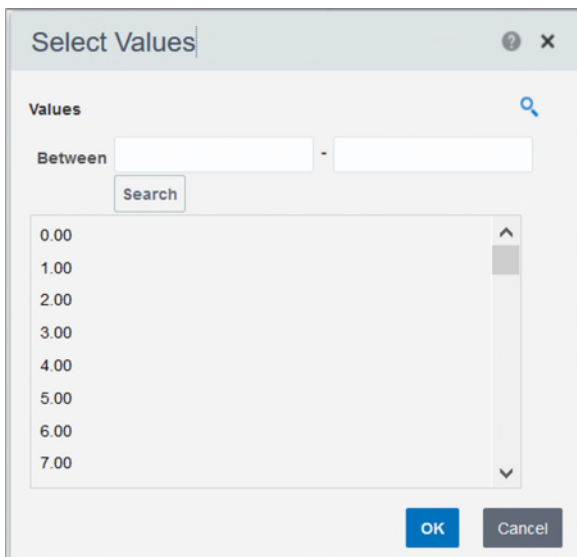 Select Values
Values
Between -
Search
0.00
1.00
2.00
3.00
4.00
5.00
6.00
7.00
OK Cancel